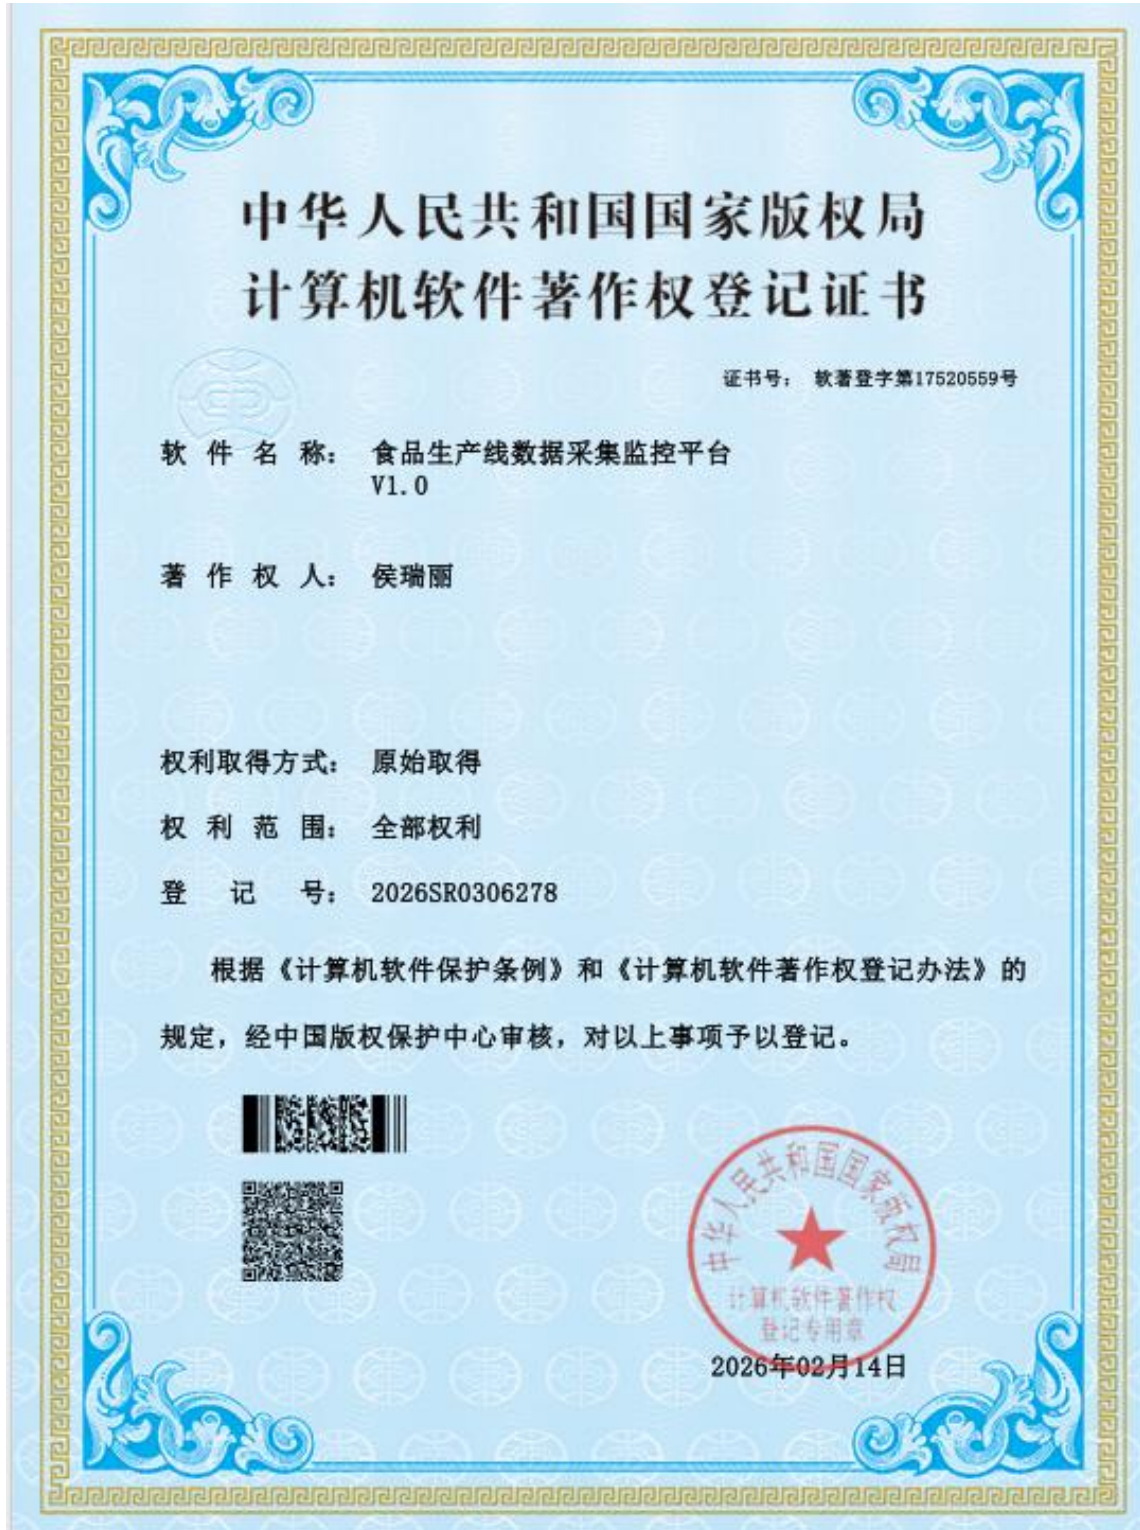 中华人民共和国国家版权局
计算机软件著作权登记证书
证书号： 软著登字第17520559号
软件名称： 食品生产线数据采集监控平台
V1.0
著作权人： 侯瑞丽
权利取得方式： 原始取得
权利范围： 全部权利
登记号： 2026SR0306278
根据《计算机软件保护条例》和《计算机软件著作权登记办法》的
规定，经中国版权保护中心审核，对以上事项予以登记。
中华人民共和国国家版权局
计算机软件著作权
登记专用章
2026年02月14日